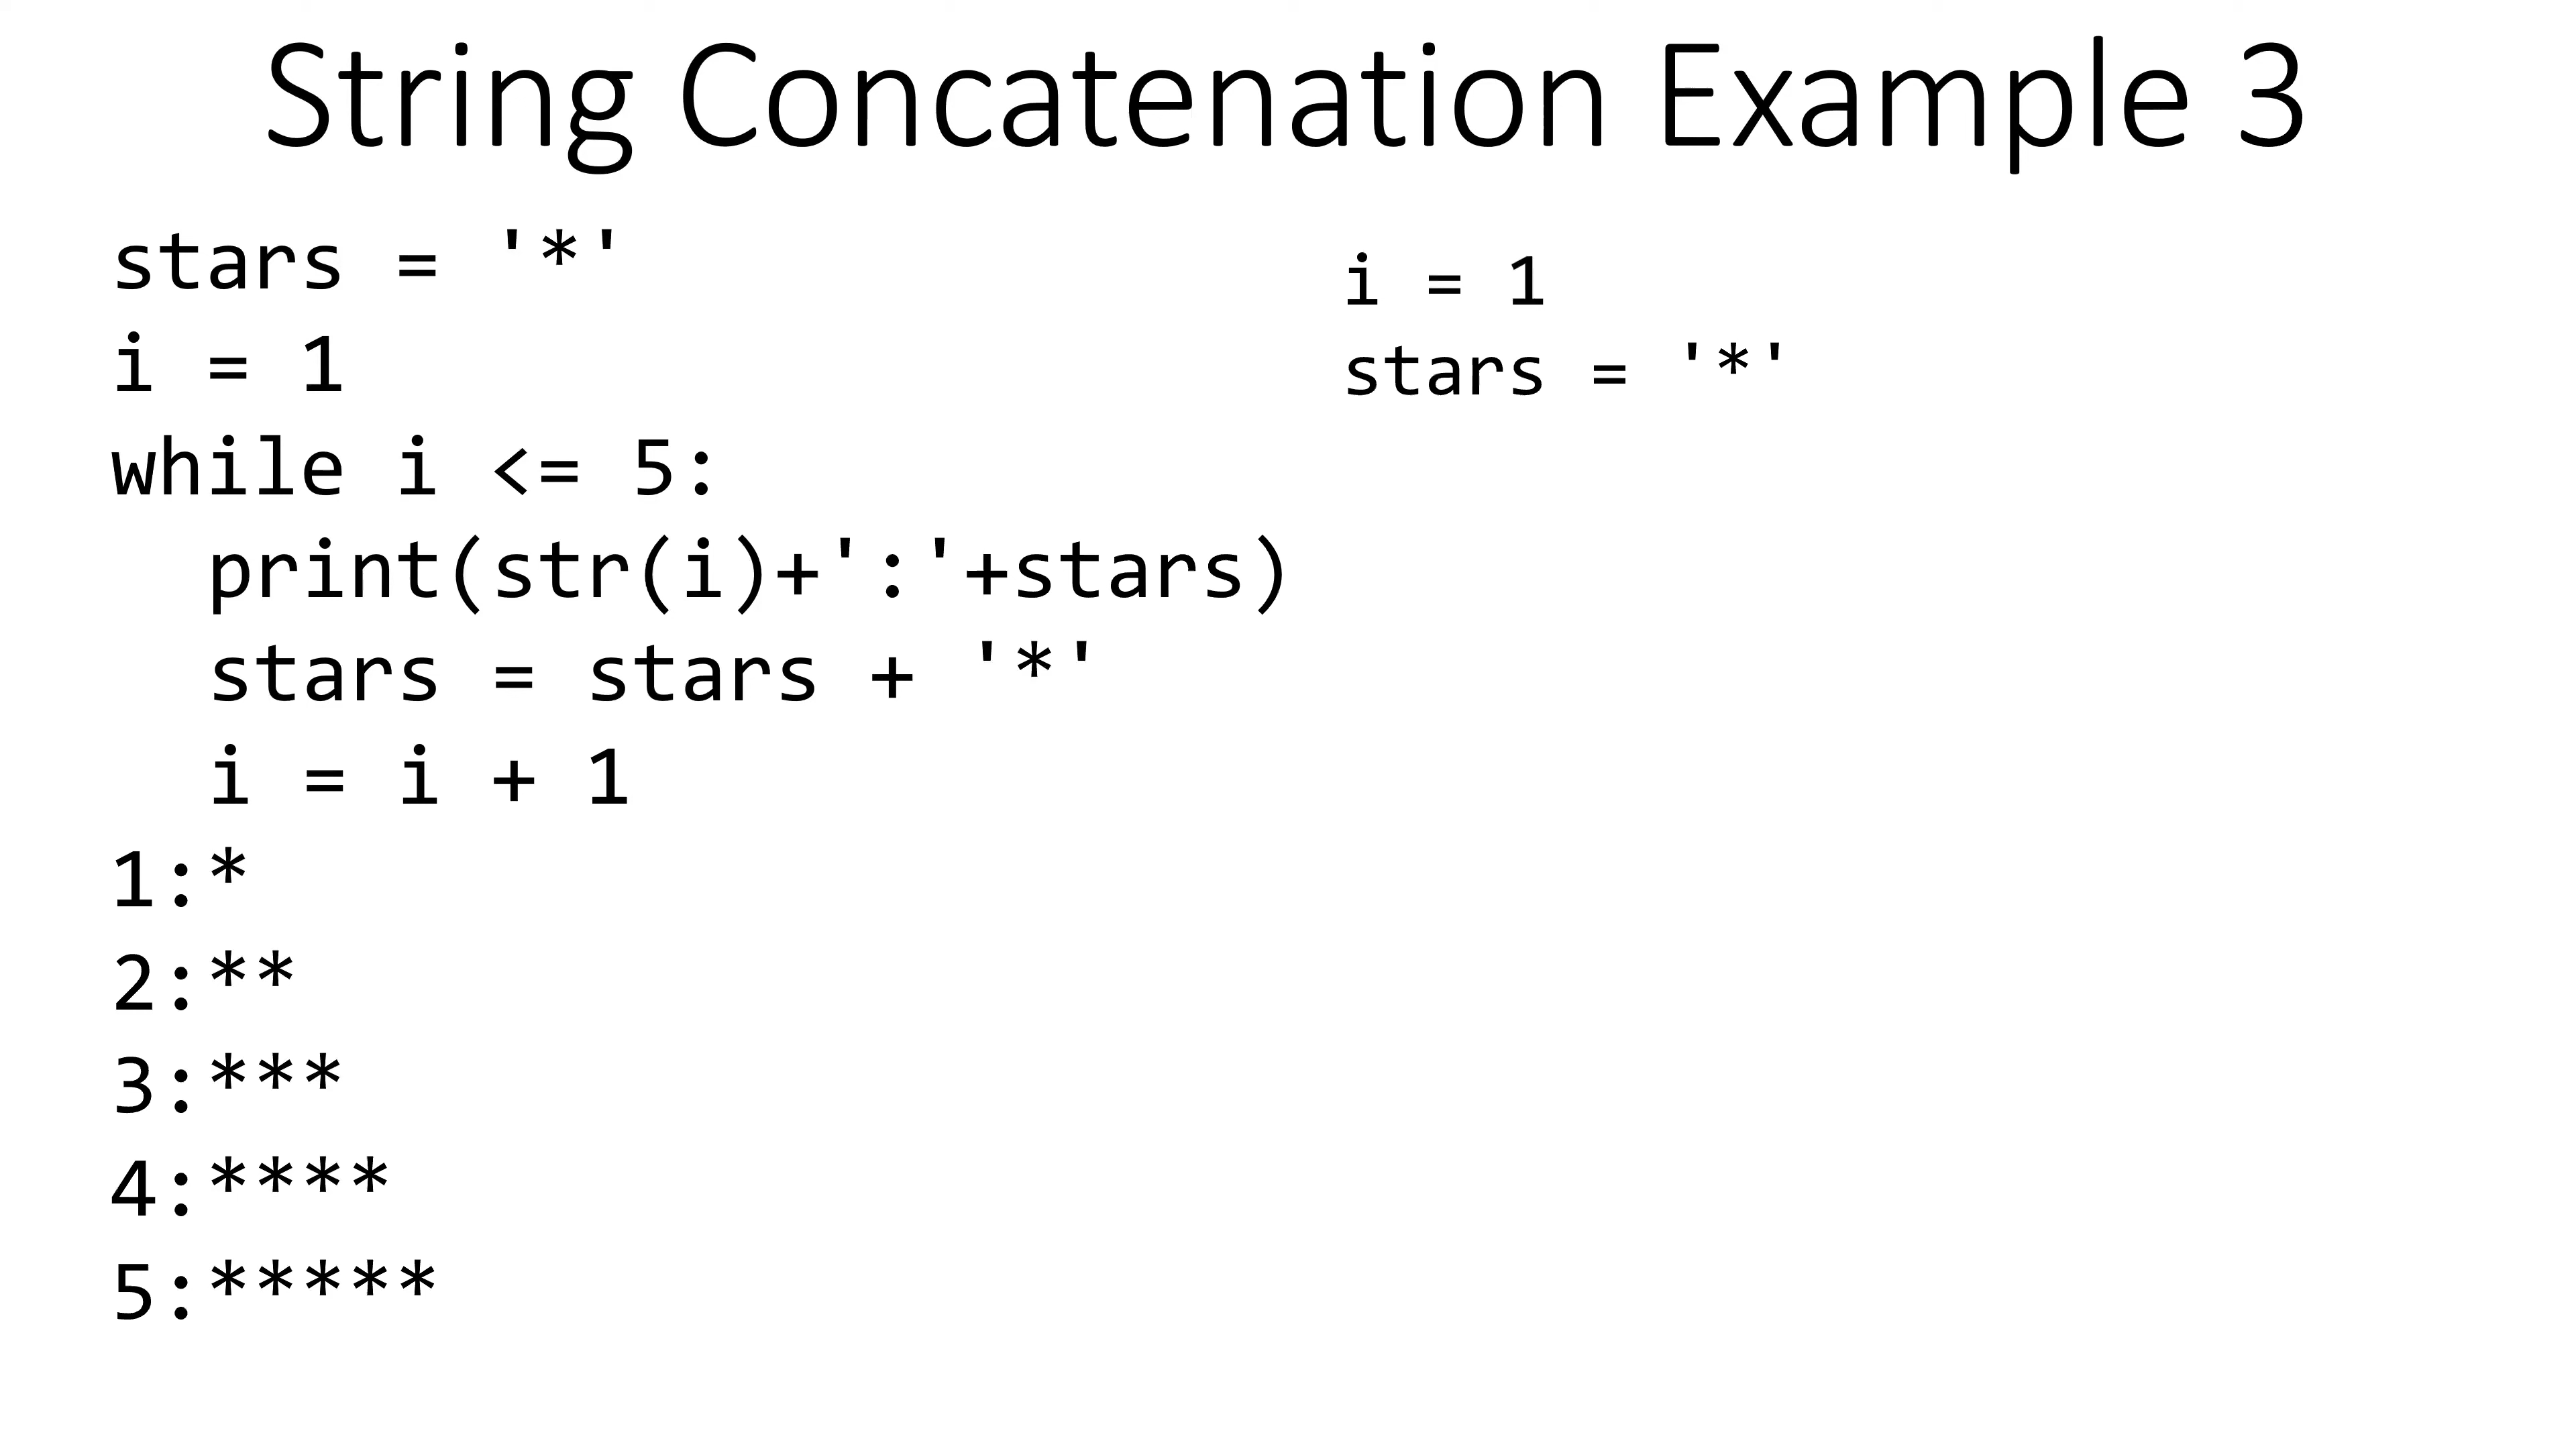 String Concatenation Example 3
stars = '*'
i = 1
while i <= 5:
   print(str(i)+':'+stars)
   stars = stars + '*'
   i = i + 1
1:*
2:**
3:***
4:****
5:*****
i = 1
stars = '*'